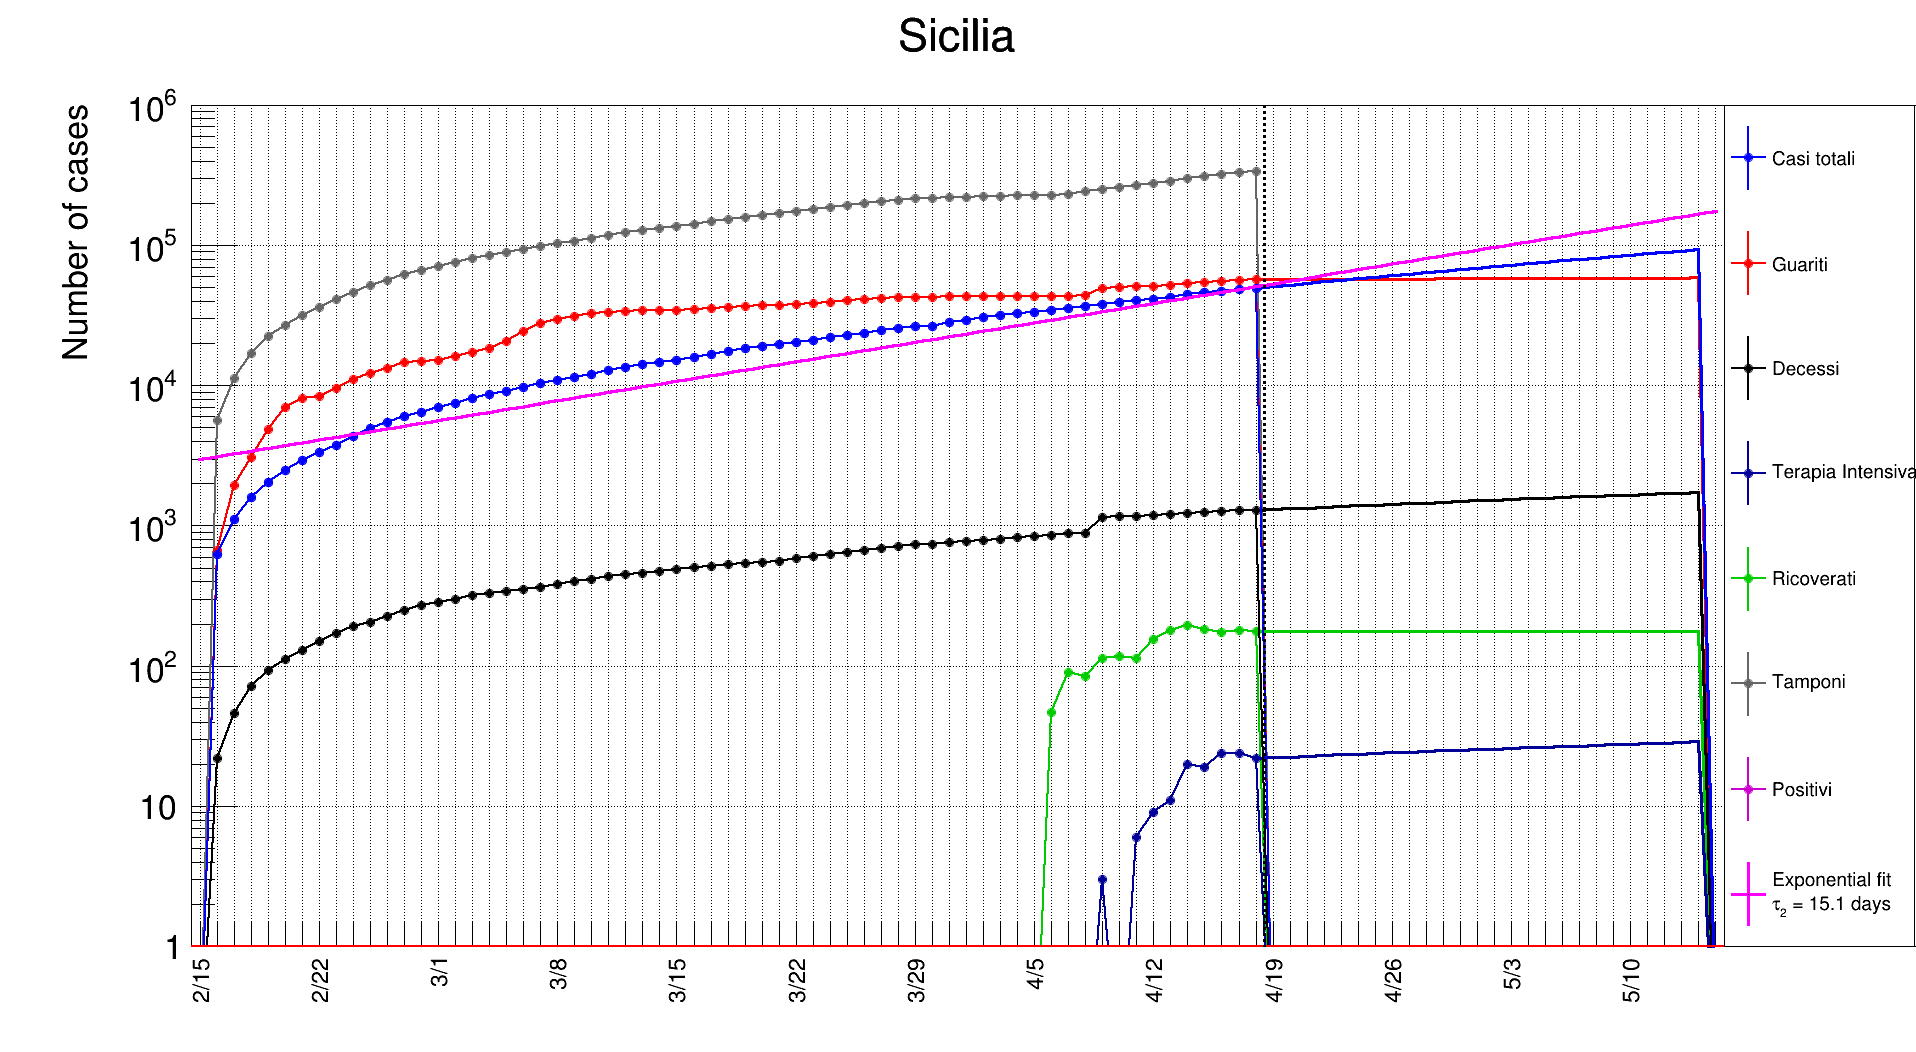 Sicilia
Number of cases
10^6
10^5
10^4
10^3
10^2
10
1
2/15
2/22
3/1
3/8
3/15
3/22
3/29
4/5
4/12
4/19
4/26
5/3
5/10
Casi totali
Guariti
Decessi
Terapia Intensiva
Ricoverati
Tamponi
Positivi
Exponential fit
τ_2 = 15.1 days